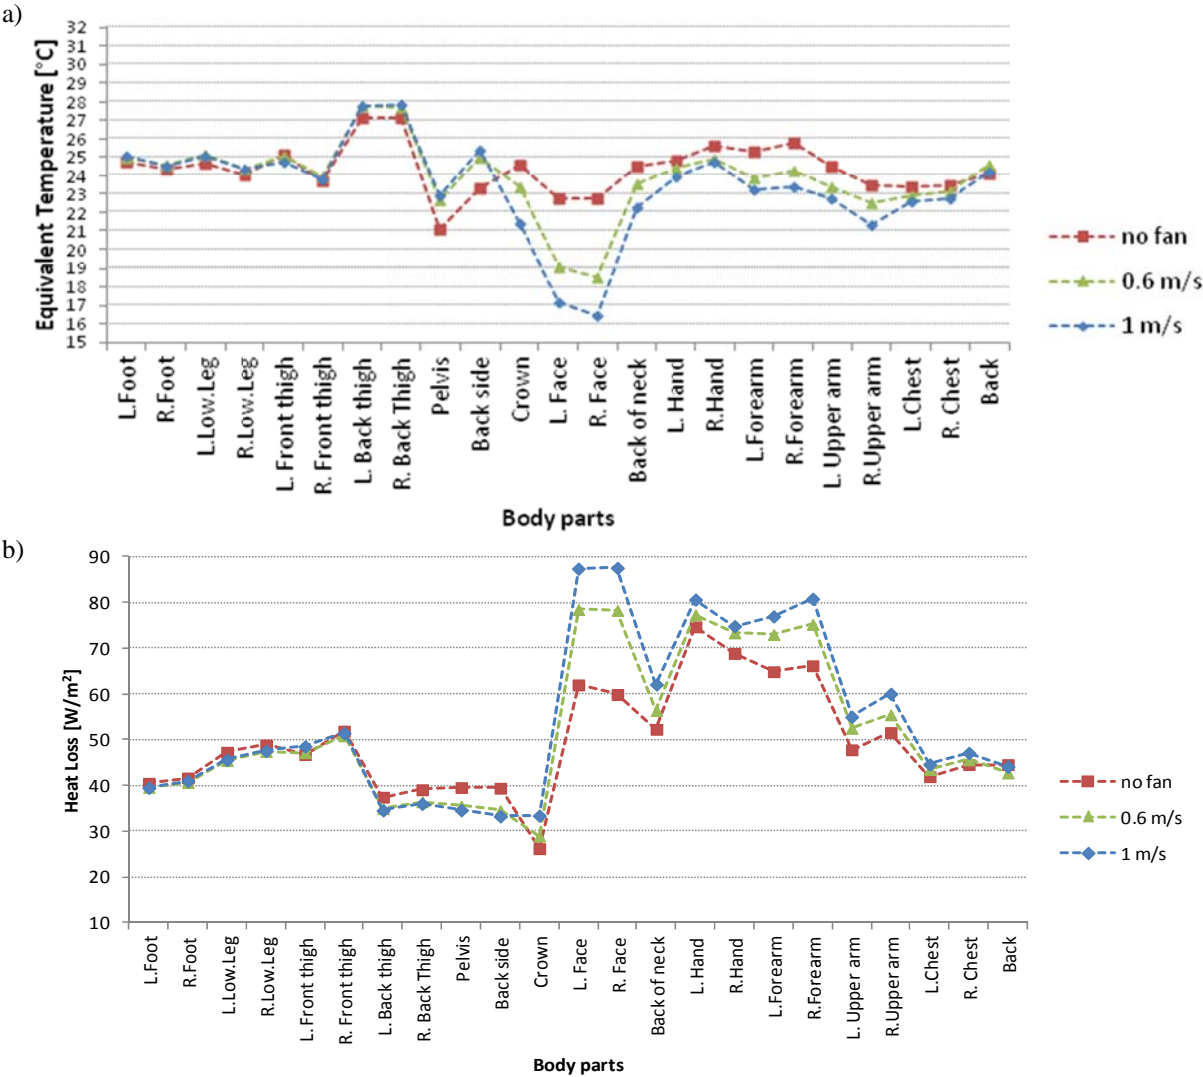 a)
Equivalent Temperature [°C]
32
31
30
29
28
27
26
25
24
23
22
21
20
19
18
17
16
15
L.Foot
R.Foot
L.Low.Leg
R.Low.Leg
L. Front thigh
R. Front thigh
L. Back thigh
R. Back Thigh
Pelvis
Back side
Crown
L. Face
R. Face
Back of neck
L. Hand
R.Hand
L.Forearm
R.Forearm
L. Upper arm
R.Upper arm
L.Chest
R. Chest
Back
Body parts
no fan
0.6 m/s
1 m/s
b)
Heat Loss [W/m²]
90
80
70
60
50
40
30
20
10
L.Foot
R.Foot
L.Low.Leg
R.Low.Leg
L. Front thigh
R. Front thigh
L. Back thigh
R. Back Thigh
Pelvis
Back side
Crown
L. Face
R. Face
Back of neck
L. Hand
R.Hand
L.Forearm
R.Forearm
L. Upper arm
R.Upper arm
L.Chest
R. Chest
Back
Body parts
no fan
0.6 m/s
1 m/s